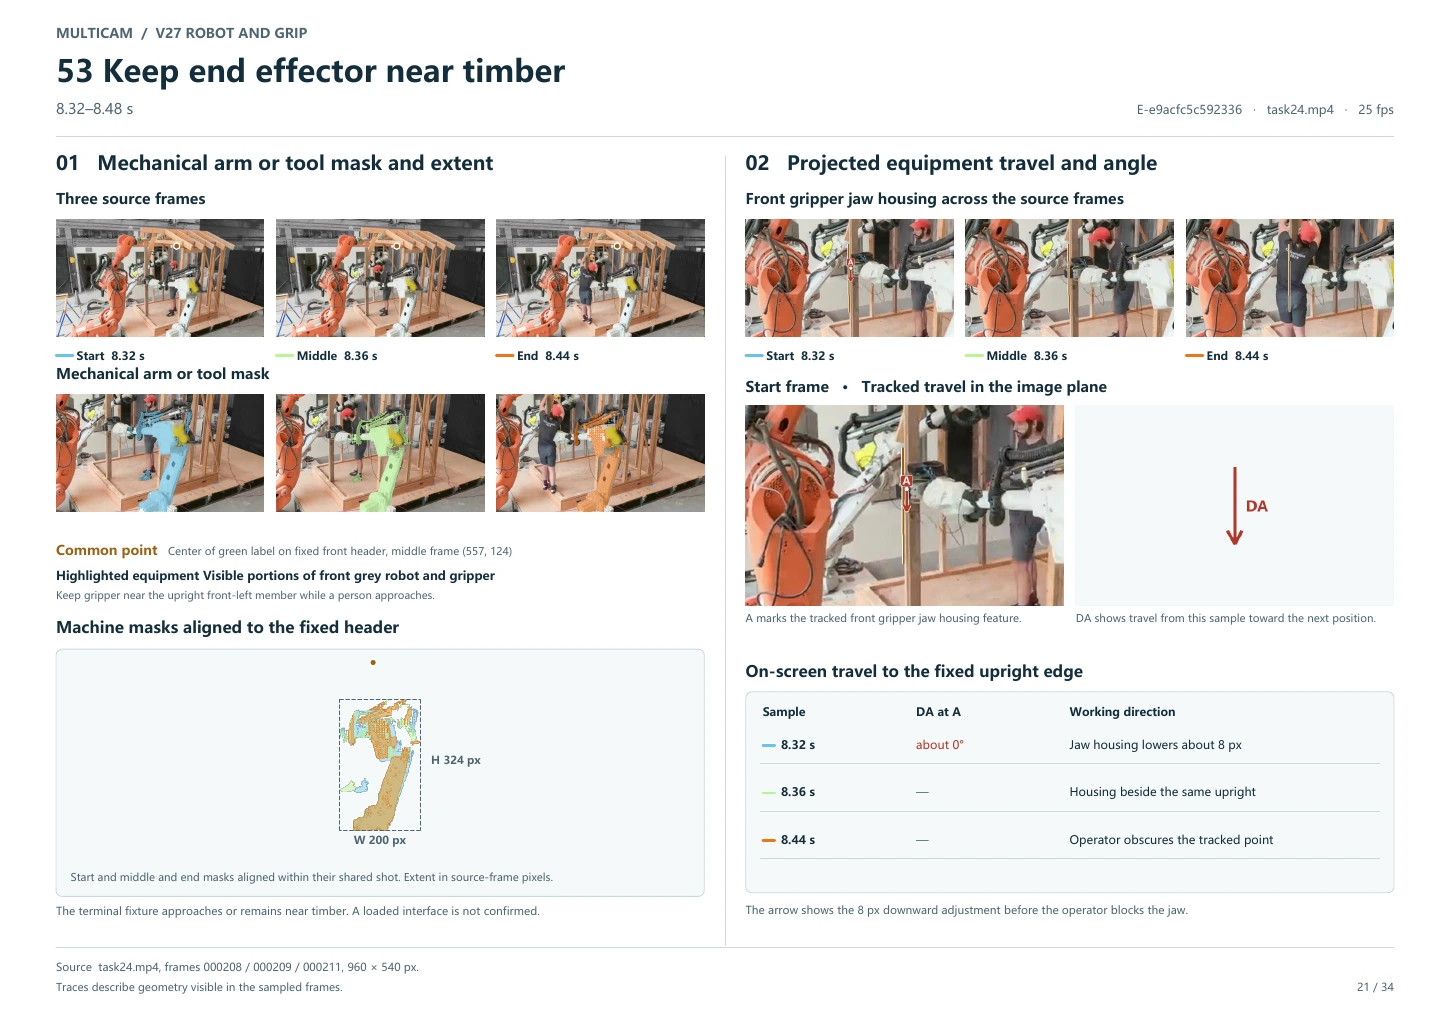 MULTICAM / V27 ROBOT AND GRIP
53 Keep end effector near timber
8.32–8.48 s
E-e9acfc5c592336 · task24.mp4 · 25 fps
01 Mechanical arm or tool mask and extent
Three source frames
Start 8.32 s
Middle 8.36 s
End 8.44 s
Mechanical arm or tool mask
Common point Center of green label on fixed front header, middle frame (557, 124)
Highlighted equipment Visible portions of front grey robot and gripper
Keep gripper near the upright front-left member while a person approaches.
Machine masks aligned to the fixed header
H 324 px
W 200 px
Start and middle and end masks aligned within their shared shot. Extent in source-frame pixels.
The terminal fixture approaches or remains near timber. A loaded interface is not confirmed.
02 Projected equipment travel and angle
Front gripper jaw housing across the source frames
A
Start 8.32 s
Middle 8.36 s
End 8.44 s
Start frame • Tracked travel in the image plane
A
DA
A marks the tracked front gripper jaw housing feature.
DA shows travel from this sample toward the next position.
On-screen travel to the fixed upright edge
Sample DA at A Working direction
8.32 s about 0° Jaw housing lowers about 8 px
8.36 s — Housing beside the same upright
8.44 s — Operator obscures the tracked point
The arrow shows the 8 px downward adjustment before the operator blocks the jaw.
Source task24.mp4, frames 000208 / 000209 / 000211, 960 × 540 px.
Traces describe geometry visible in the sampled frames.
21 / 34